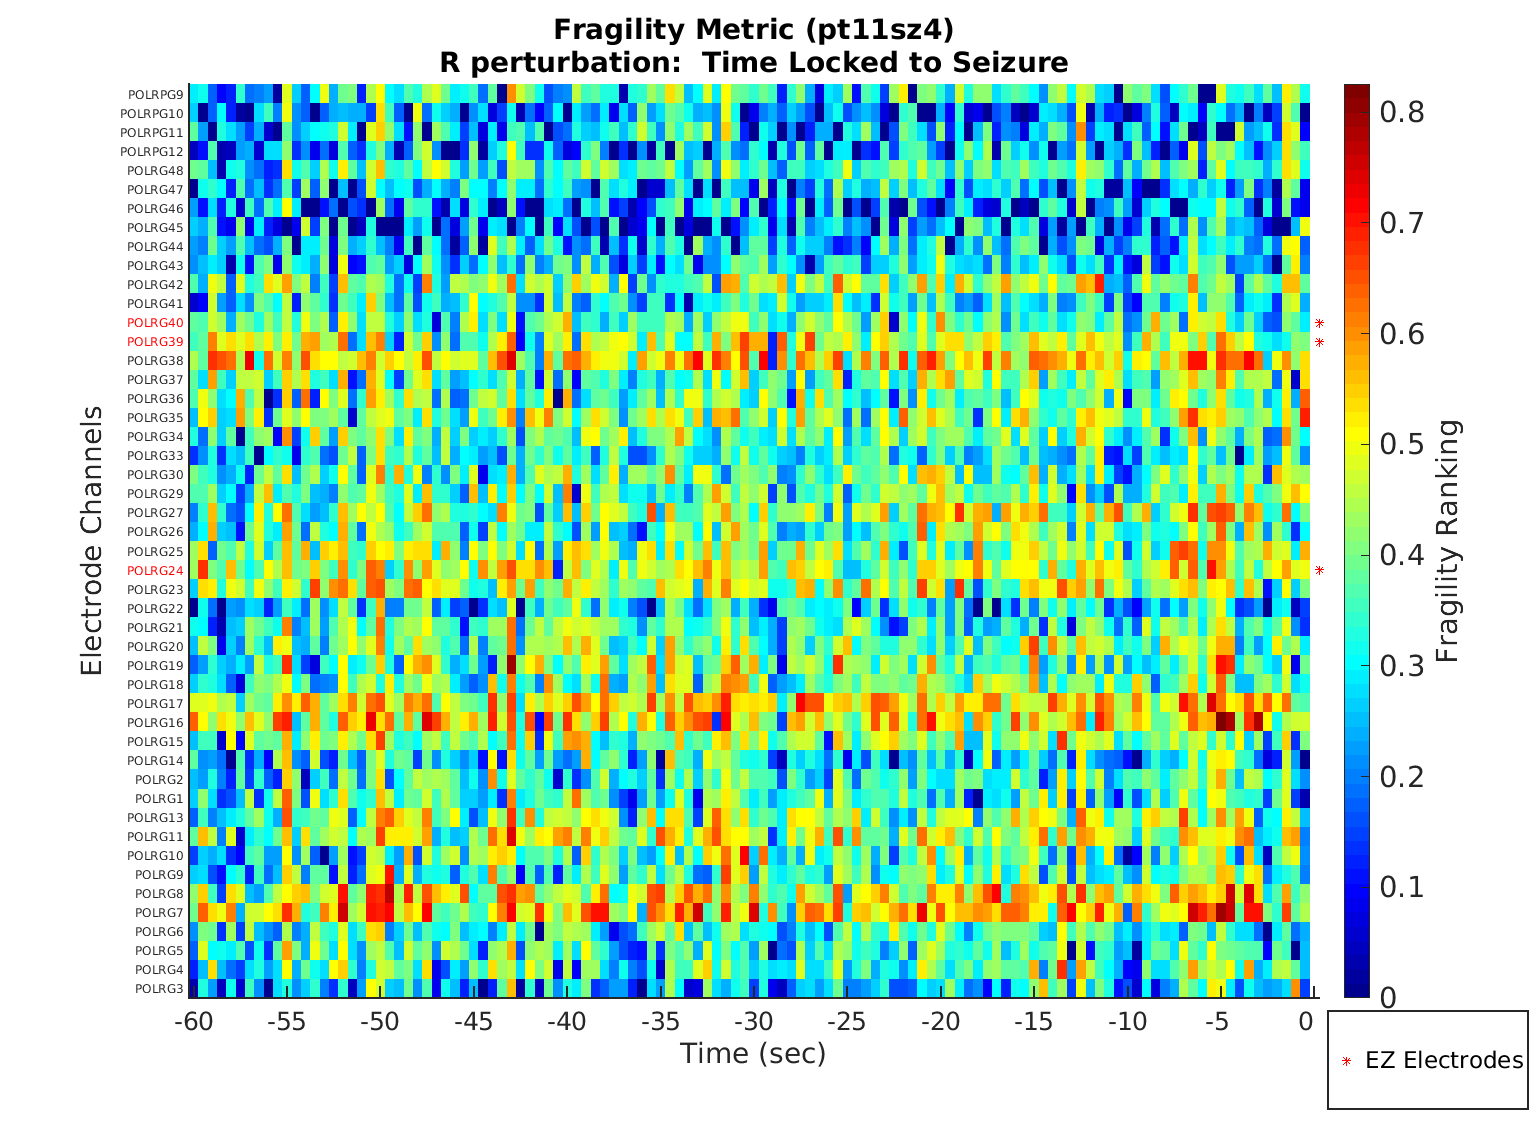 Fragility Metric (pt11sz4)
R perturbation:  Time Locked to Seizure
POLRPG9
POLRPG10
POLRPG11
POLRPG12
POLRG48
POLRG47
POLRG46
POLRG45
POLRG44
POLRG43
POLRG42
POLRG41
POLRG40
POLRG39
POLRG38
POLRG37
POLRG36
POLRG35
POLRG34
POLRG33
POLRG30
POLRG29
POLRG27
POLRG26
POLRG25
POLRG24
POLRG23
POLRG22
POLRG21
POLRG20
POLRG19
POLRG18
POLRG17
POLRG16
POLRG15
POLRG14
POLRG2
POLRG1
POLRG13
POLRG11
POLRG10
POLRG9
POLRG8
POLRG7
POLRG6
POLRG5
POLRG4
POLRG3
Electrode Channels
-60 -55 -50 -45 -40 -35 -30 -25 -20 -15 -10 -5 0
Time (sec)
0.8
0.7
0.6
0.5
0.4
0.3
0.2
0.1
0
Fragility Ranking
EZ Electrodes